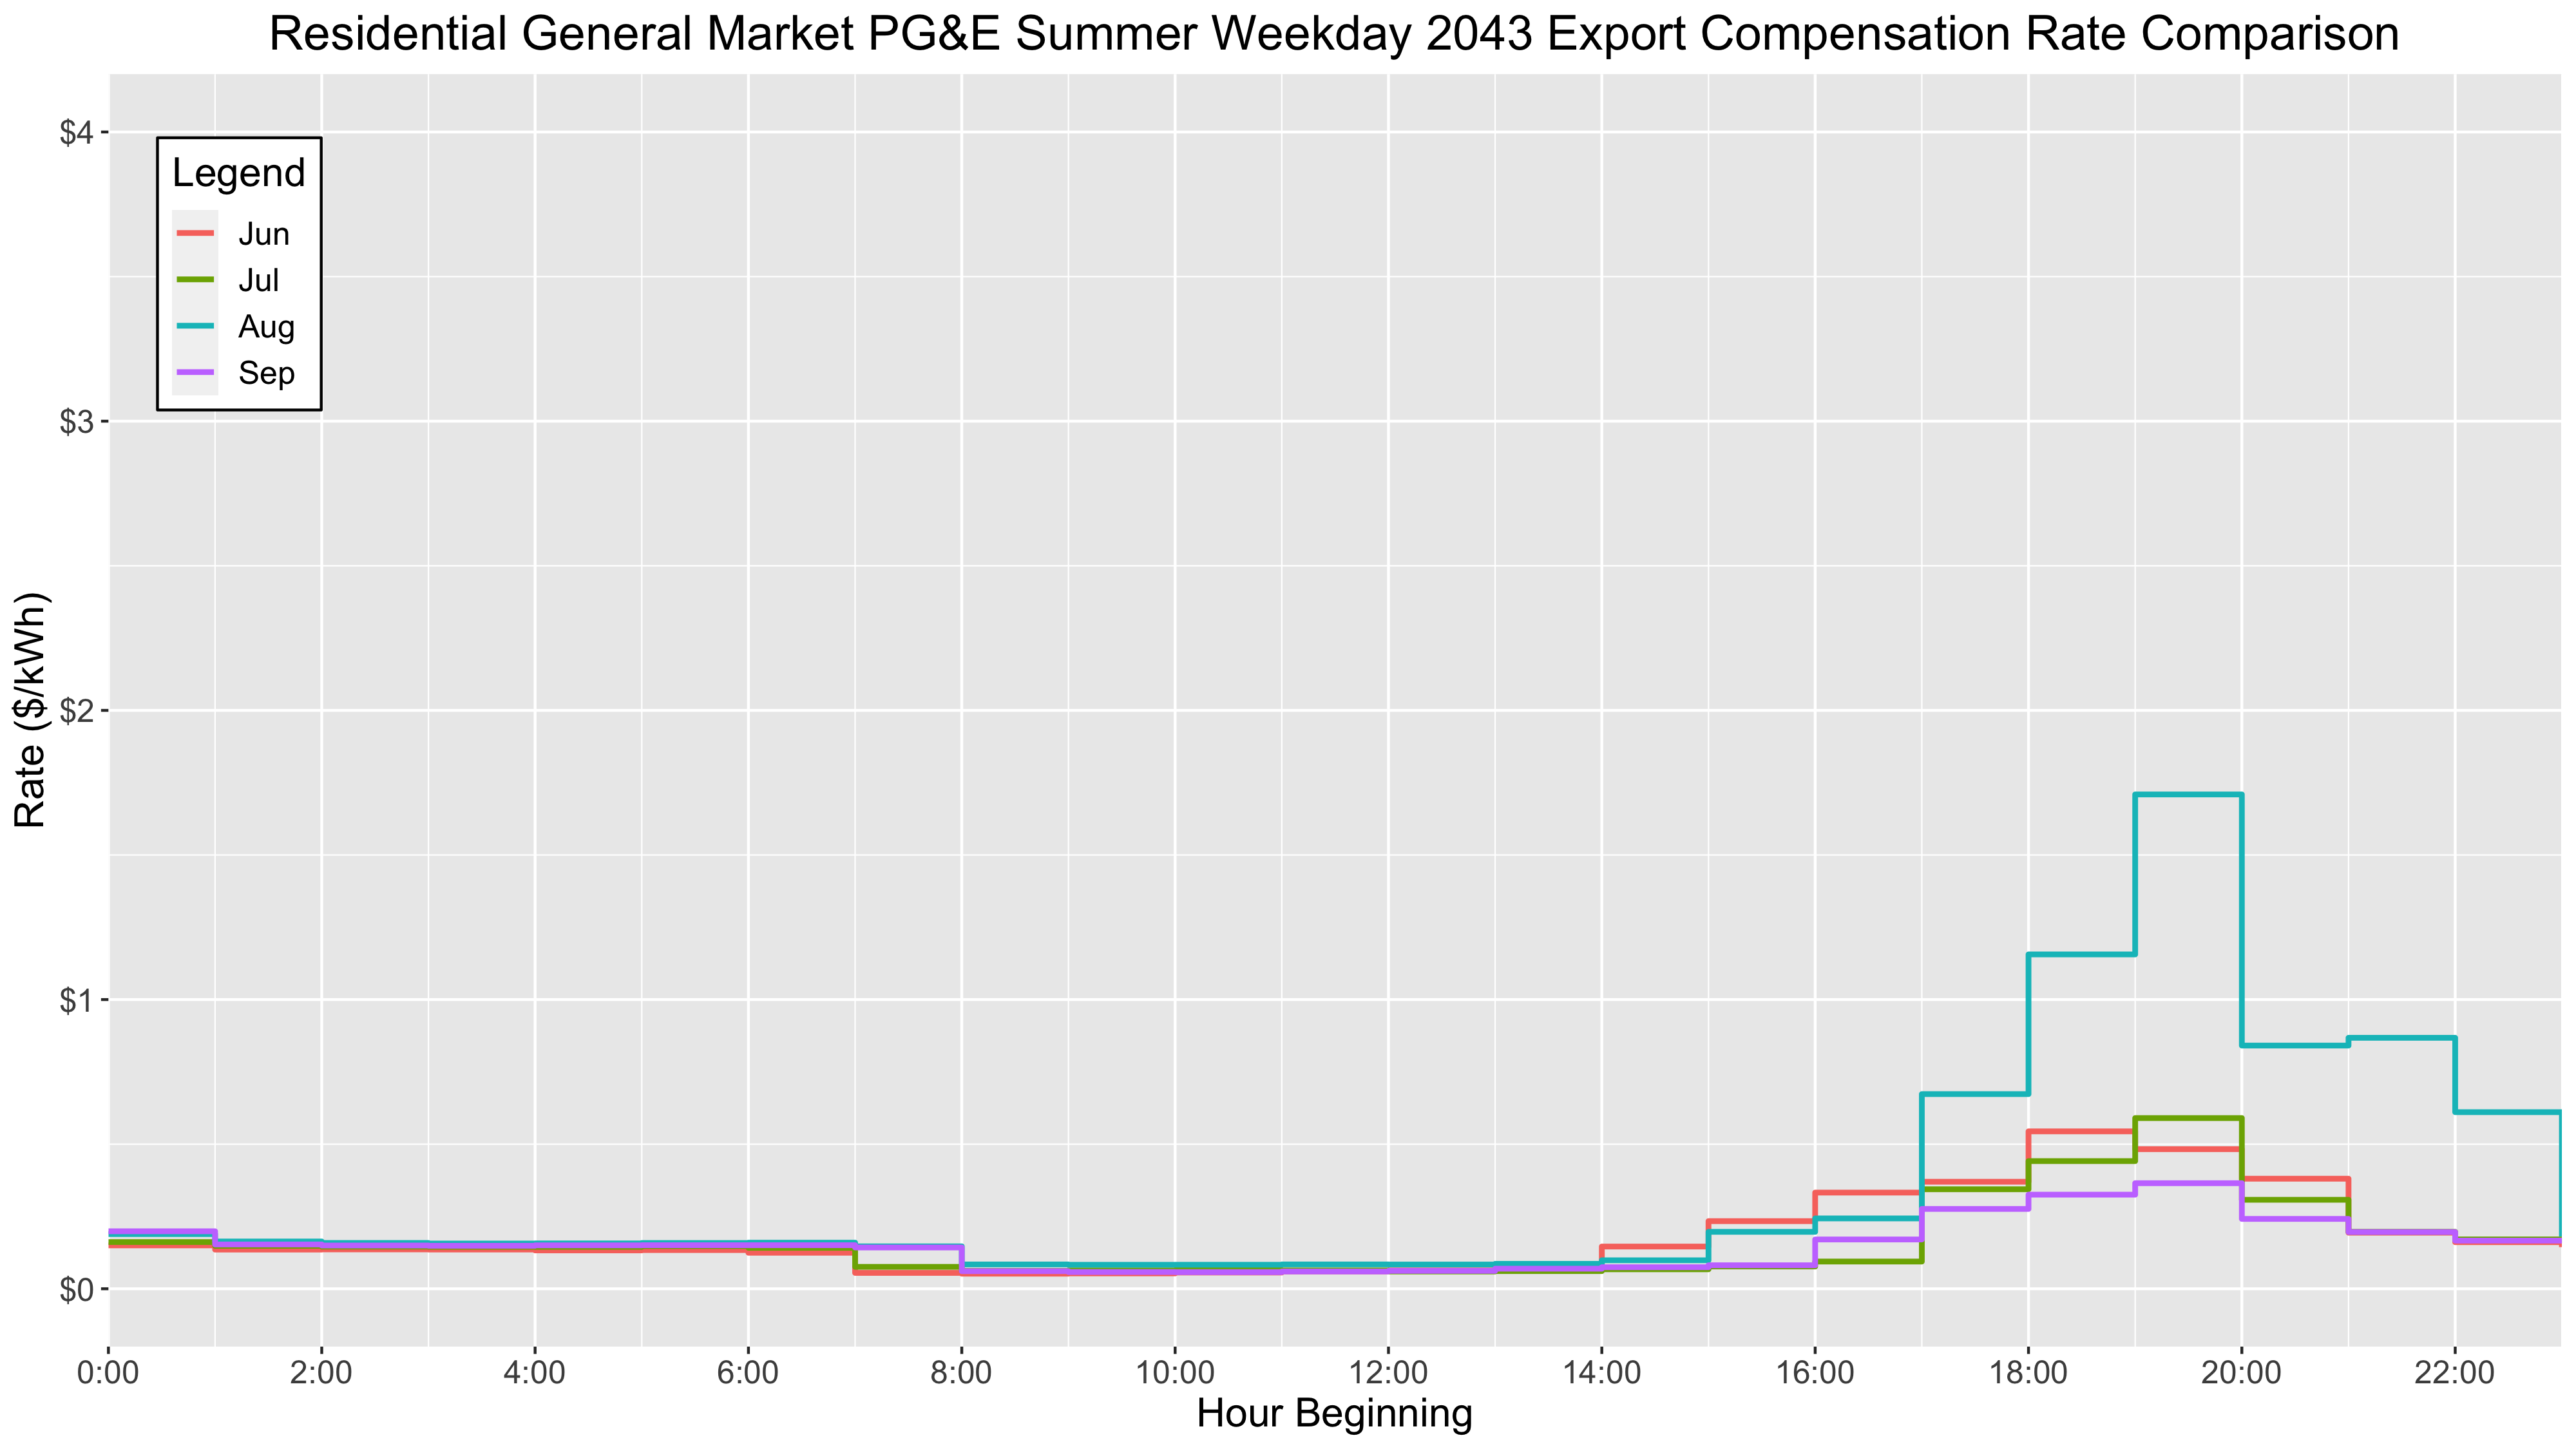 Residential General Market PG&E Summer Weekday 2043 Export Compensation Rate Comparison
$4
Legend
Jun
Jul
Aug
Sep
$3
Rate ($/kWh)
$2
$1
$0
0:00 2:00 4:00 6:00 8:00 10:00 12:00 14:00 16:00 18:00 20:00 22:00
Hour Beginning